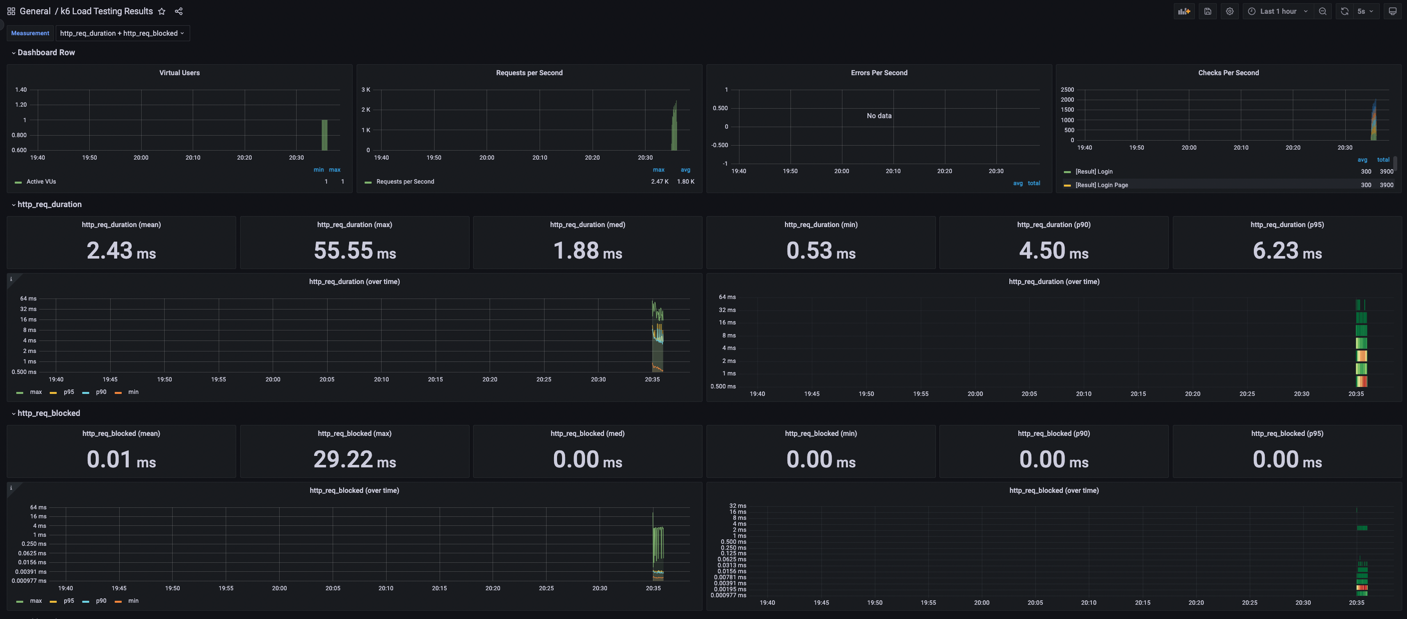 General / k6 Load Testing Results
Last 1 hour
5s
Measurement http_req_duration + http_req_blocked
Dashboard Row
Virtual Users
1.40
1.20
1
0.800
0.600
19:40 19:50 20:00 20:10 20:20 20:30
min max
Active VUs 1 1
Requests per Second
3 K
2 K
1 K
0
19:40 19:50 20:00 20:10 20:20 20:30
max avg
Requests per Second 2.47 K 1.80 K
Errors Per Second
1
0.500
0
-0.500
-1
No data
19:40 19:50 20:00 20:10 20:20 20:30
avg total
Checks Per Second
2500
2000
1500
1000
500
0
19:40 19:50 20:00 20:10 20:20 20:30
avg total
[Result] Login 300 3900
[Result] Login Page 300 3900
http_req_duration
http_req_duration (mean)
2.43 ms
http_req_duration (max)
55.55 ms
http_req_duration (med)
1.88 ms
http_req_duration (min)
0.53 ms
http_req_duration (p90)
4.50 ms
http_req_duration (p95)
6.23 ms
http_req_duration (over time)
64 ms
32 ms
16 ms
8 ms
4 ms
2 ms
1 ms
0.500 ms
19:40 19:45 19:50 19:55 20:00 20:05 20:10 20:15 20:20 20:25 20:30 20:35
max p95 p90 min
http_req_duration (over time)
64 ms
32 ms
16 ms
8 ms
4 ms
2 ms
1 ms
0.500 ms
19:40 19:45 19:50 19:55 20:00 20:05 20:10 20:15 20:20 20:25 20:30 20:35
http_req_blocked
http_req_blocked (mean)
0.01 ms
http_req_blocked (max)
29.22 ms
http_req_blocked (med)
0.00 ms
http_req_blocked (min)
0.00 ms
http_req_blocked (p90)
0.00 ms
http_req_blocked (p95)
0.00 ms
http_req_blocked (over time)
64 ms
16 ms
4 ms
1 ms
0.250 ms
0.0625 ms
0.0156 ms
0.00391 ms
0.000977 ms
19:40 19:45 19:50 19:55 20:00 20:05 20:10 20:15 20:20 20:25 20:30 20:35
max p95 p90 min
http_req_blocked (over time)
32 ms
16 ms
8 ms
4 ms
2 ms
1 ms
0.500 ms
0.250 ms
0.125 ms
0.0625 ms
0.0313 ms
0.0156 ms
0.00781 ms
0.00391 ms
0.00195 ms
0.000977 ms
19:40 19:45 19:50 19:55 20:00 20:05 20:10 20:15 20:20 20:25 20:30 20:35